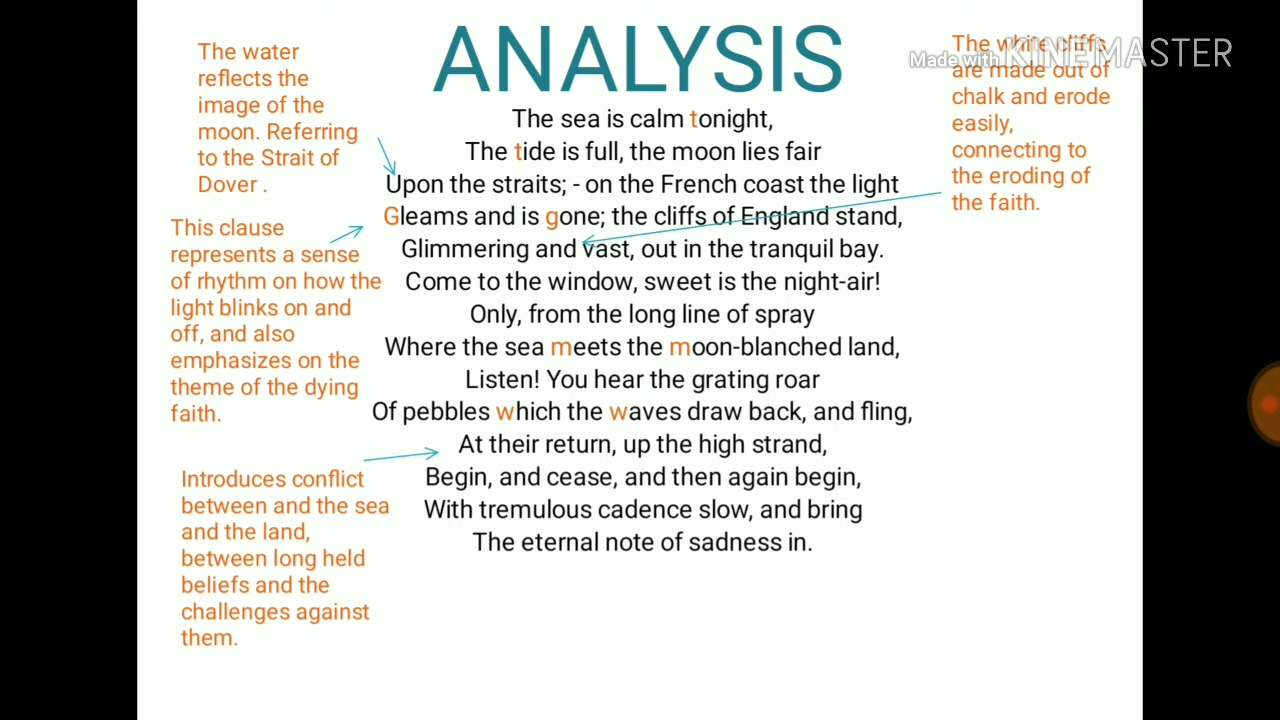 ANALYSIS
Made with KINEMASTER
The water
reflects the
image of the
moon. Referring
to the Strait of
Dover .
This clause
represents a sense
of rhythm on how the
light blinks on and
off, and also
emphasizes on the
theme of the dying
faith.
Introduces conflict
between and the sea
and the land,
between long held
beliefs and the
challenges against
them.
The sea is calm tonight,
The tide is full, the moon lies fair
Upon the straits; - on the French coast the light
Gleams and is gone; the cliffs of England stand,
Glimmering and vast, out in the tranquil bay.
Come to the window, sweet is the night-air!
Only, from the long line of spray
Where the sea meets the moon-blanched land,
Listen! You hear the grating roar
Of pebbles which the waves draw back, and fling,
At their return, up the high strand,
Begin, and cease, and then again begin,
With tremulous cadence slow, and bring
The eternal note of sadness in.
The white cliffs
are made out of
chalk and erode
easily,
connecting to
the eroding of
the faith.